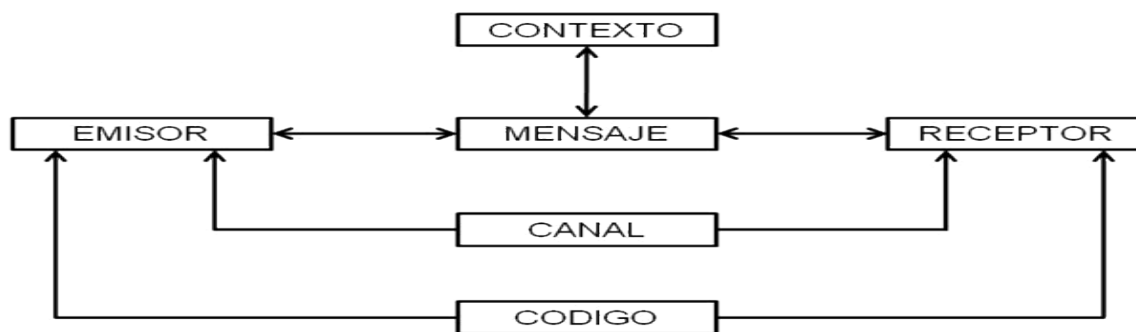 CONTEXTO
EMISOR MENSAJE RECEPTOR
CANAL
CODIGO